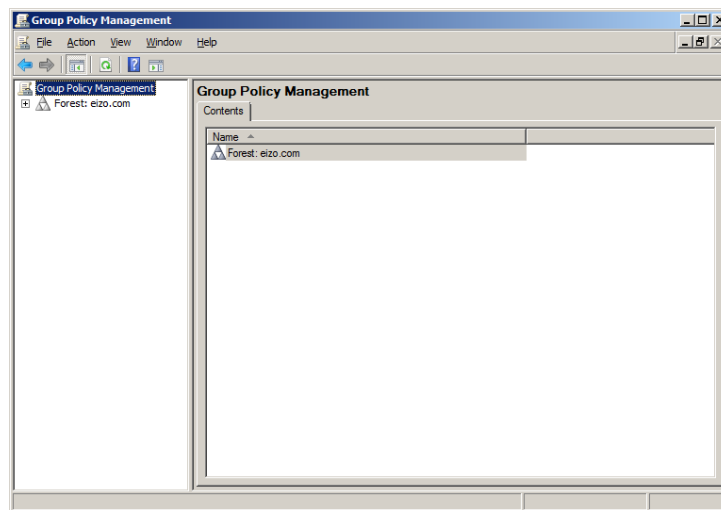 Group Policy Management
File Action View Window Help
Group Policy Management
Forest: eizo.com
Group Policy Management
Contents
Name
Forest: eizo.com